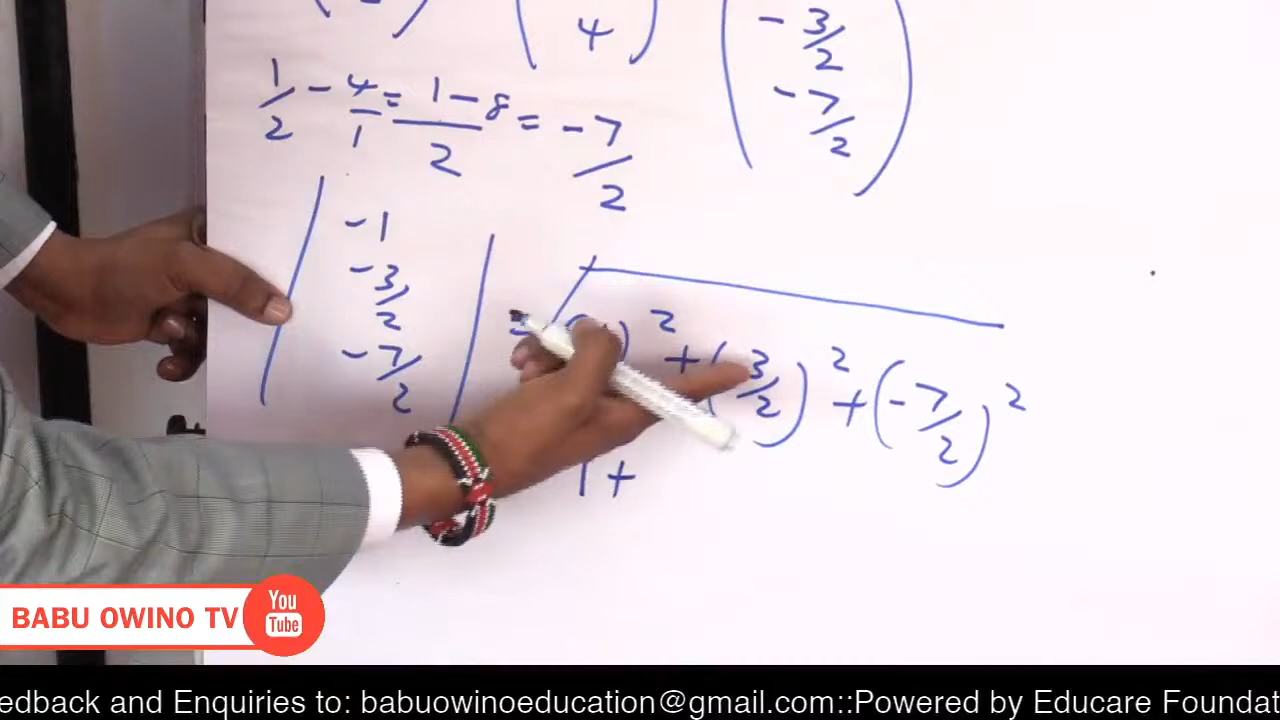 4
- 3/2
- 7/2
1/2 - 4/1 = 1-8/2 = -7/2
-1
-3/2
-7/2
= ( )² + ( 3/2 )² + ( -7/2 )²
1 +
BABU OWINO TV
You
Tube
edback and Enquiries to: babuowinoeducation@gmail.com::Powered by Educare Foundat